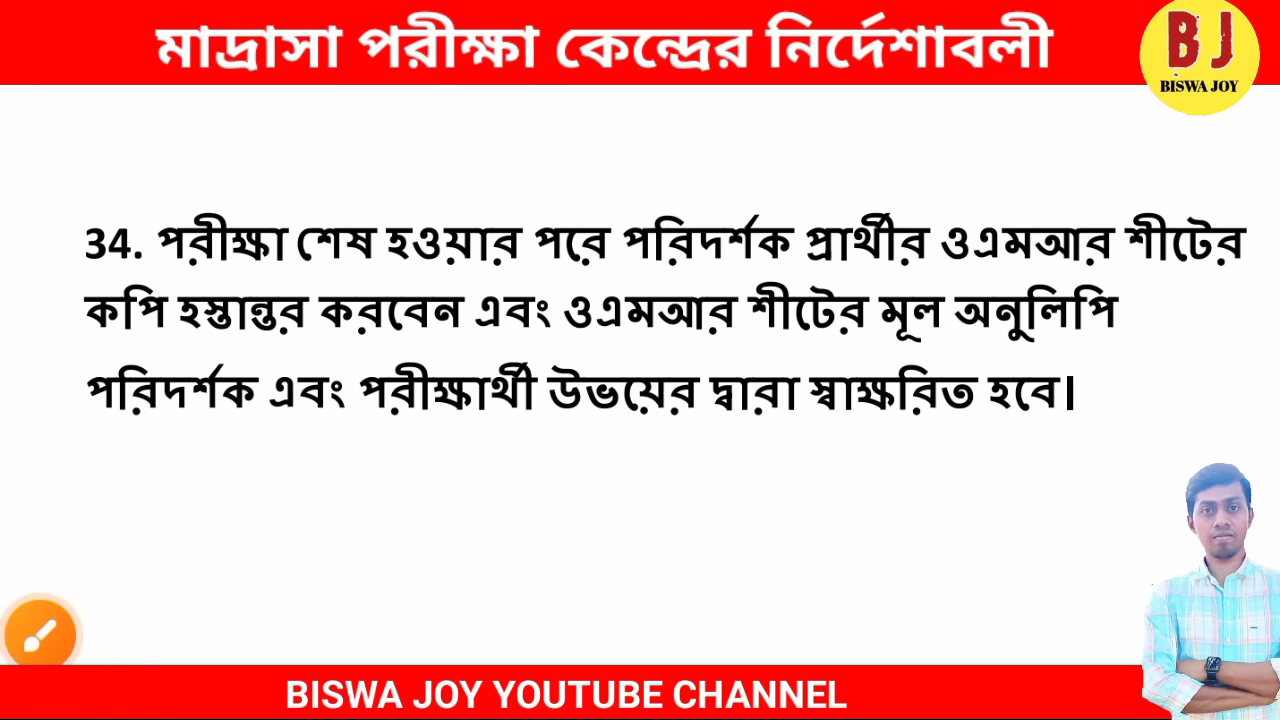 মাদ্রাসা পরীক্ষা কেন্দ্রের নির্দেশাবলী
BJ
BISWA JOY
34. পরীক্ষা শেষ হওয়ার পরে পরিদর্শক প্রার্থীর ওএমআর শীটের
কপি হস্তান্তর করবেন এবং ওএমআর শীটের মূল অনুলিপি
পরিদর্শক এবং পরীক্ষার্থী উভয়ের দ্বারা স্বাক্ষরিত হবে।
BISWA JOY YOUTUBE CHANNEL